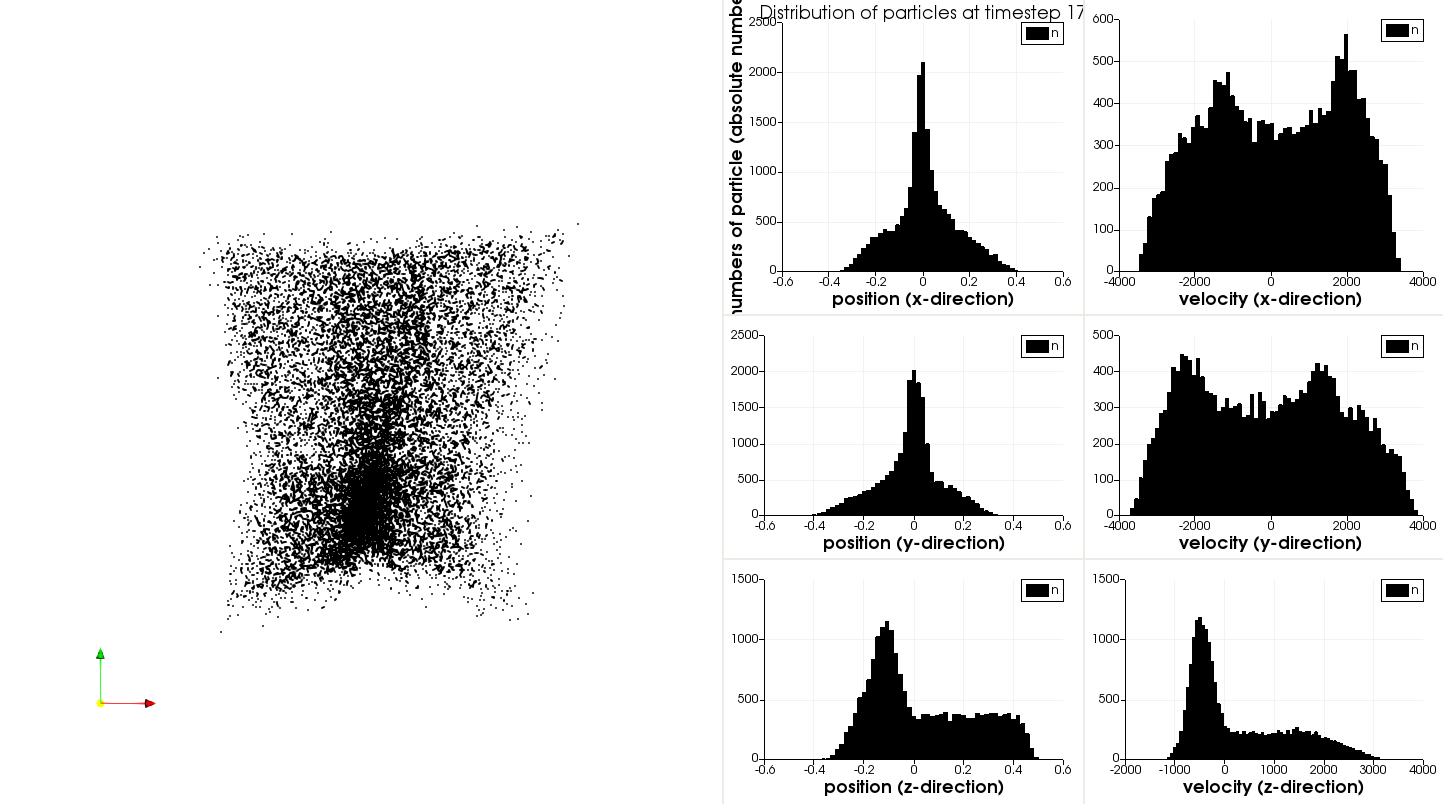 Distribution of particles at timestep 17
numbers of particle (absolute numbe
2500
2000
1500
1000
500
0
-0.6 -0.4 -0.2 0 0.2 0.4 0.6
position (x-direction)
n
600
500
400
300
200
100
0
-4000 -2000 0 2000 4000
velocity (x-direction)
n
2500
2000
1500
1000
500
0
-0.6 -0.4 -0.2 0 0.2 0.4 0.6
position (y-direction)
n
500
400
300
200
100
0
-4000 -2000 0 2000 4000
velocity (y-direction)
n
1500
1000
500
0
-0.6 -0.4 -0.2 0 0.2 0.4 0.6
position (z-direction)
n
1500
1000
500
0
-2000 -1000 0 1000 2000 3000 4000
velocity (z-direction)
n